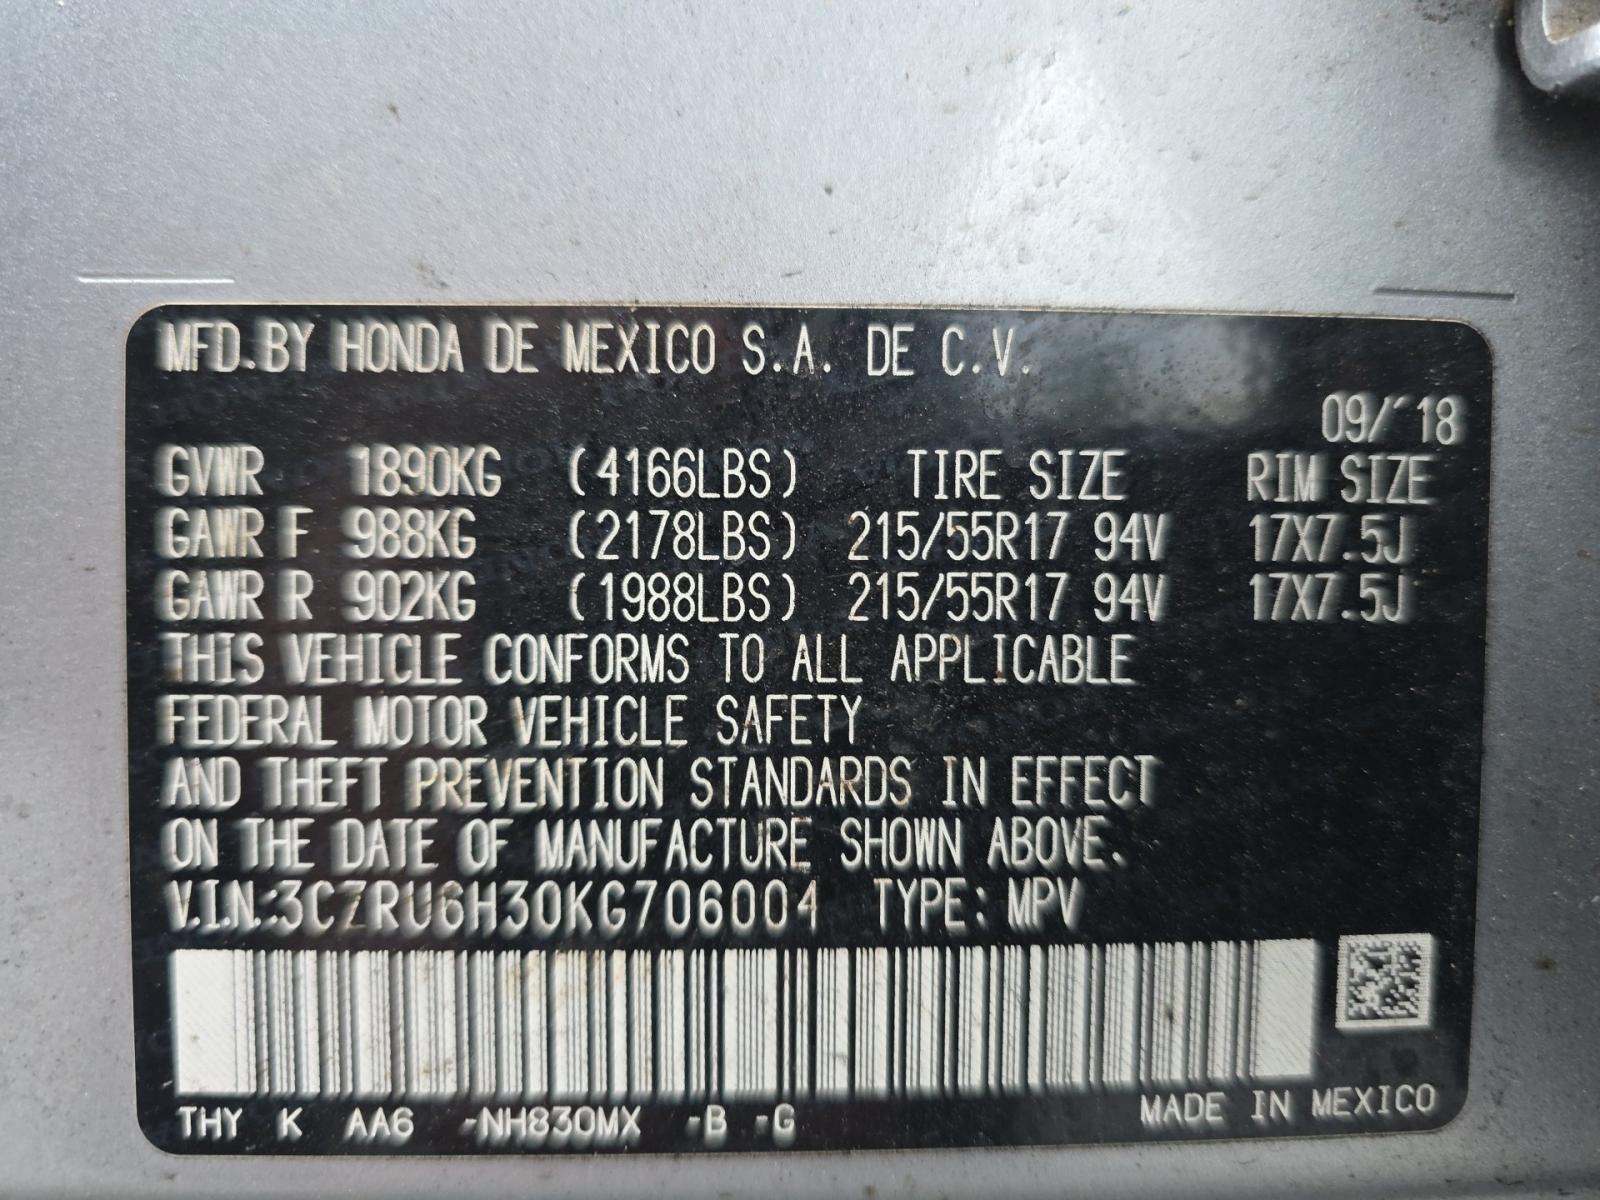 MFD.BY HONDA DE MEXICO S.A. DE C.V.
09/'18
GVWR 1890KG (4166LBS) TIRE SIZE RIM SIZE
GAWR F 988KG (2178LBS) 215/55R17 94V 17X7.5J
GAWR R 902KG (1988LBS) 215/55R17 94V 17X7.5J
THIS VEHICLE CONFORMS TO ALL APPLICABLE
FEDERAL MOTOR VEHICLE SAFETY
AND THEFT PREVENTION STANDARDS IN EFFECT
ON THE DATE OF MANUFACTURE SHOWN ABOVE.
V.I.N.:3CZRU6H30KG706004 TYPE: MPV
THY K AA6 -NH830MX -B -G MADE IN MEXICO